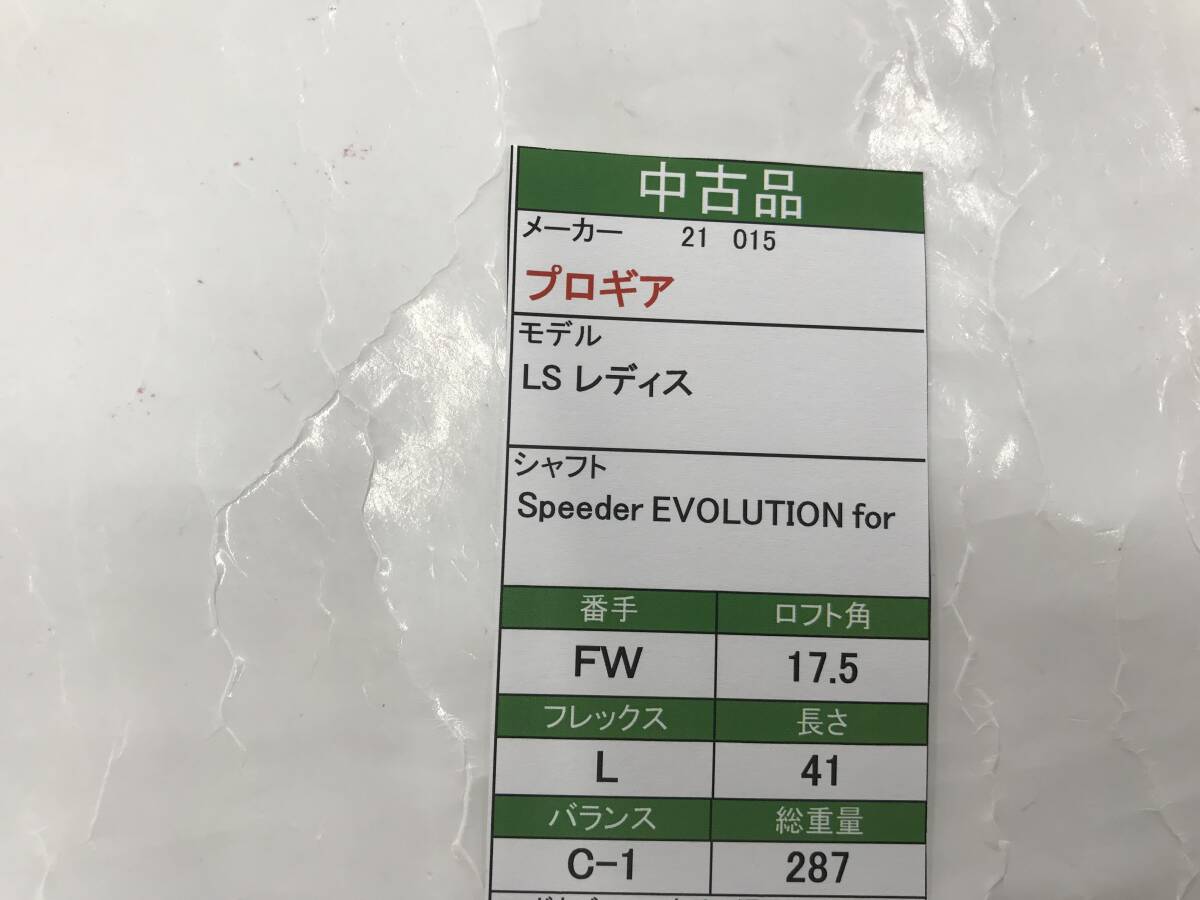 中古品
メーカー 21 015
プロギア
モデル
LS レディス
シャフト
Speeder EVOLUTION for
番手 ロフト角
FW 17.5
フレックス 長さ
L 41
バランス 総重量
C-1 287